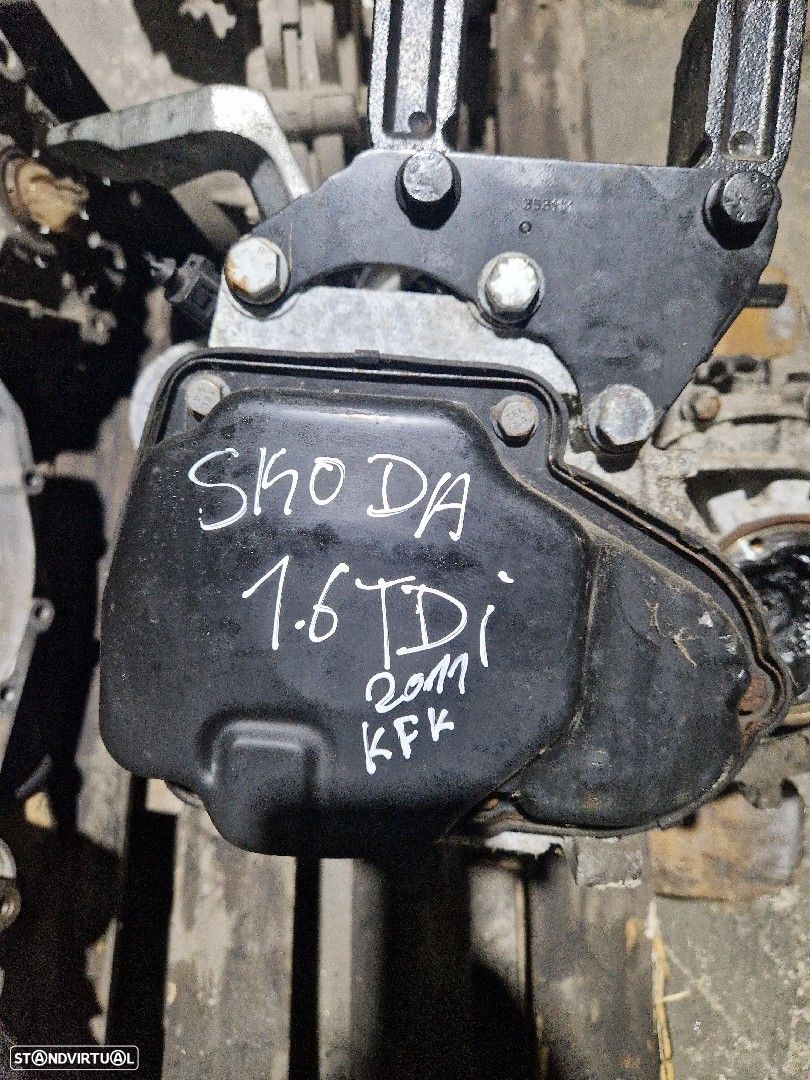 SKODA
1.6 TDi
2011
KFK
STANDVIRTUAL